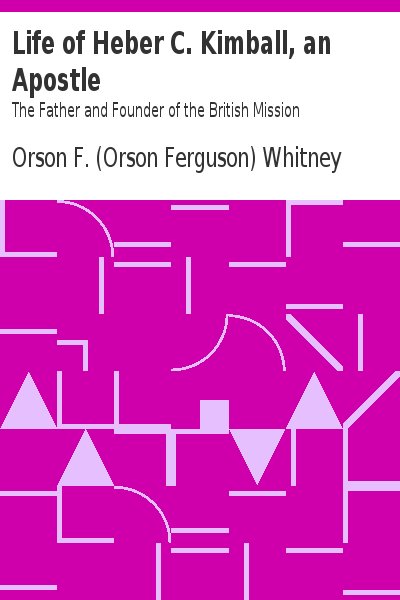 Life of Heber C. Kimball, an
Apostle
The Father and Founder of the British Mission
Orson F. (Orson Ferguson) Whitney